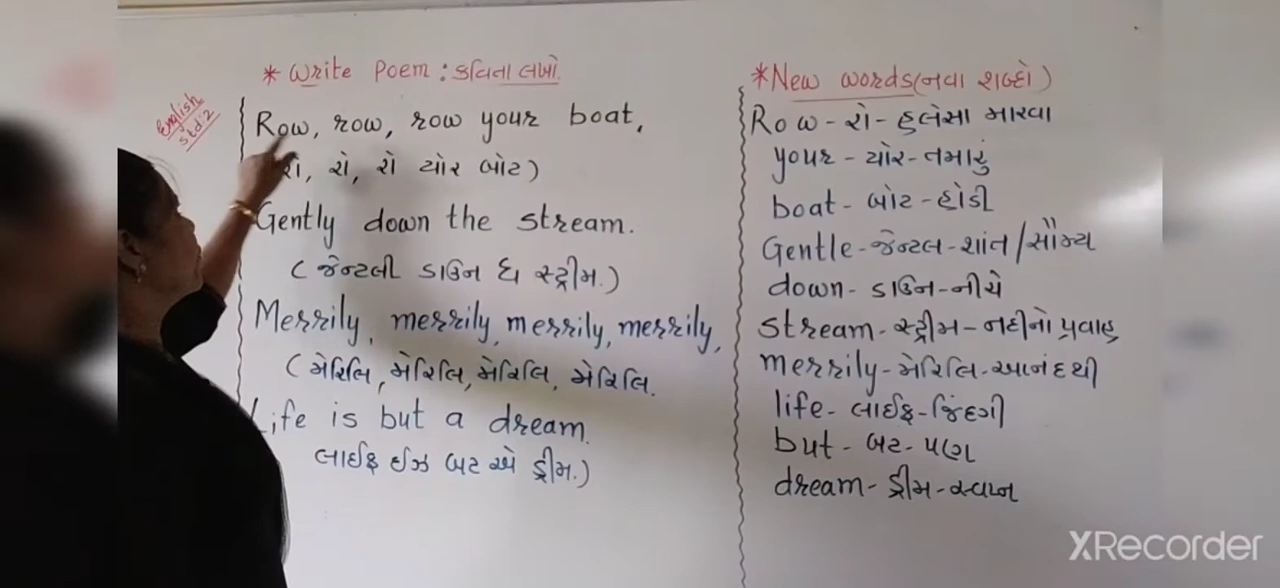 * Write Poem : કવિતા લખો.
English
std:2
Row, row, row your boat,
રો, રો, રો યોર બોટ)
Gently down the stream.
(જેન્ટલી ડાઉન ધ સ્ટ્રીમ.)
Merrily, merrily, merrily, merrily,
(મેરિલિ, મેરિલિ, મેરિલિ, મેરિલિ.
Life is but a dream.
લાઈફ ઈઝ બટ એ ડ્રીમ.)
*New words(નવા શબ્દો)
Row - રો - હલેસા મારવા
your - યોર - તમારું
boat - બોટ - હોડી
Gentle - જેન્ટલ - શાંત/સૌમ્ય
down - ડાઉન - નીચે
stream - સ્ટ્રીમ - નદીનો પ્રવાહ
merrily - મેરિલિ - આનંદથી
life - લાઈફ - જિંદગી
but - બટ - પણ
dream - ડ્રીમ - સ્વપ્ન
XRecorder